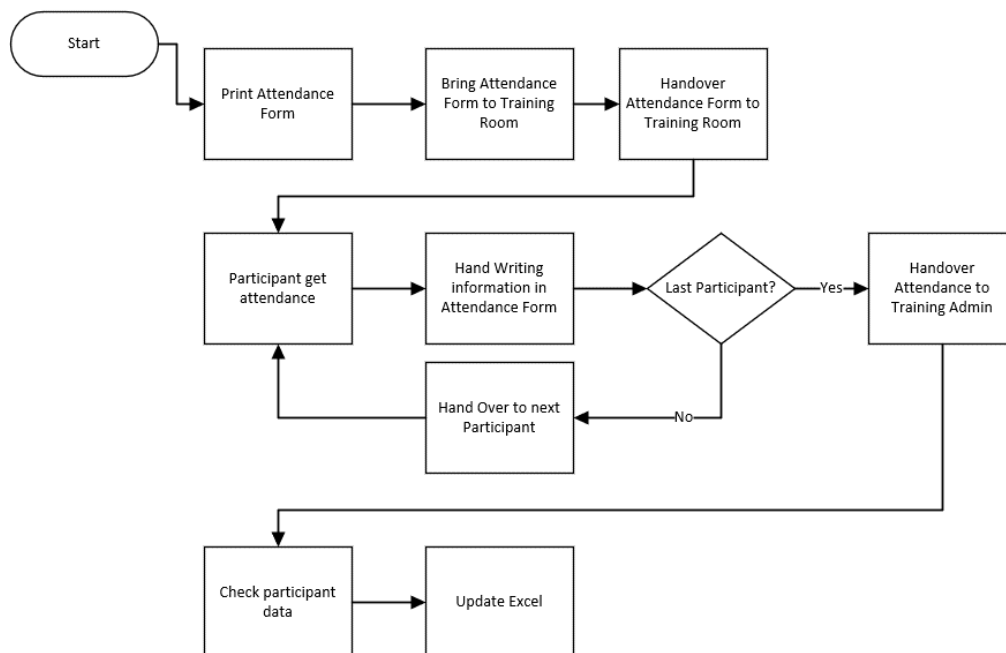 Start
Print Attendance
Form
Bring Attendance
Form to Training
Room
Handover
Attendance Form to
Training Room
Participant get
attendance
Hand Writing
information in
Attendance Form
Last Participant?
Yes
Handover
Attendance to
Training Admin
Hand Over to next
Participant
No
Check participant
data
Update Excel